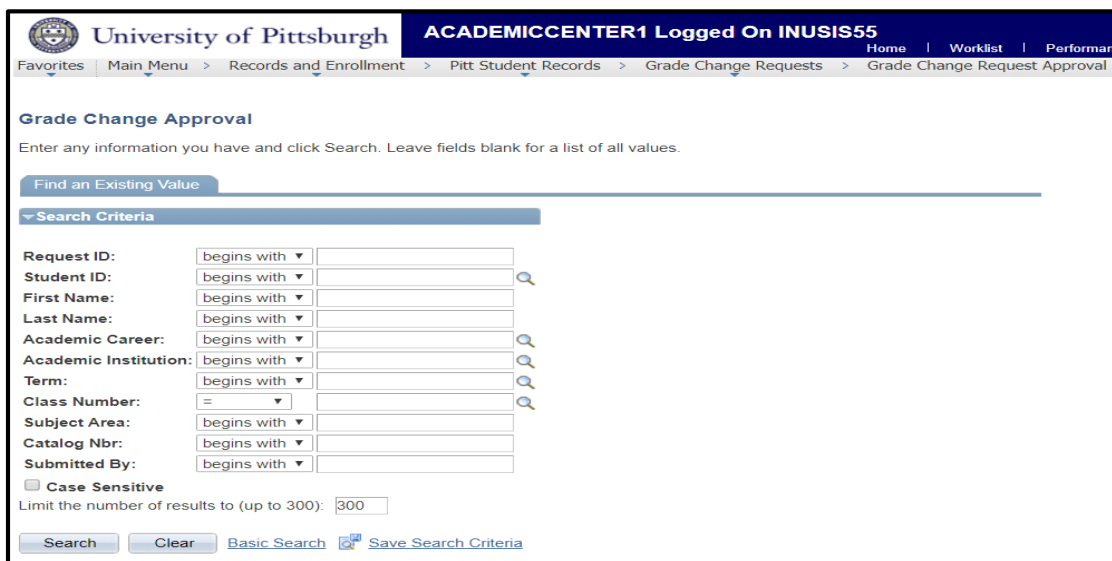 University of Pittsburgh
ACADEMICCENTER1 Logged On INUSIS55
Home | Worklist | Performan
Favorites | Main Menu > Records and Enrollment > Pitt Student Records > Grade Change Requests > Grade Change Request Approval
Grade Change Approval
Enter any information you have and click Search. Leave fields blank for a list of all values.
Find an Existing Value
Search Criteria
Request ID: begins with
Student ID: begins with
First Name: begins with
Last Name: begins with
Academic Career: begins with
Academic Institution: begins with
Term: begins with
Class Number: =
Subject Area: begins with
Catalog Nbr: begins with
Submitted By: begins with
Case Sensitive
Limit the number of results to (up to 300): 300
Search Clear Basic Search Save Search Criteria